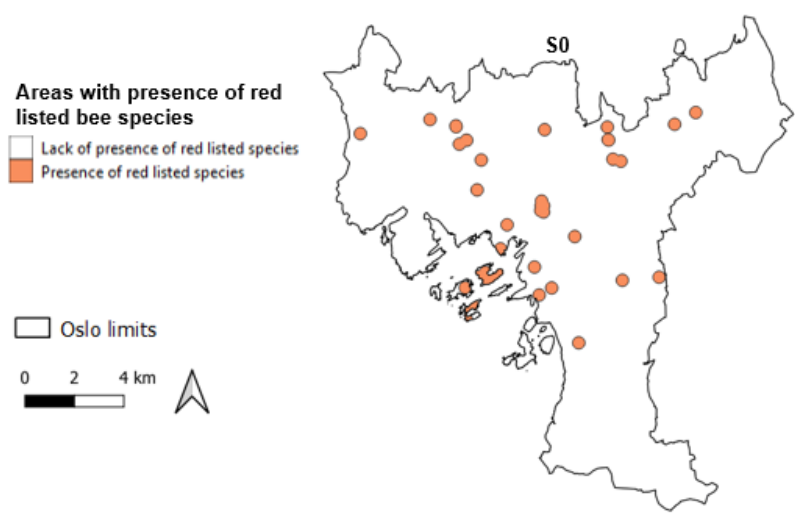 S0
Areas with presence of red
listed bee species
Lack of presence of red listed species
Presence of red listed species
Oslo limits
0 2 4 km